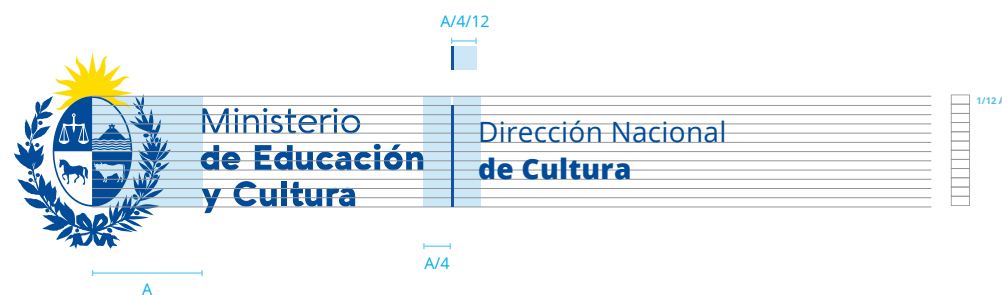 A/4/12
1/12 A
Ministerio
de Educación
y Cultura
Dirección Nacional
de Cultura
A/4
A